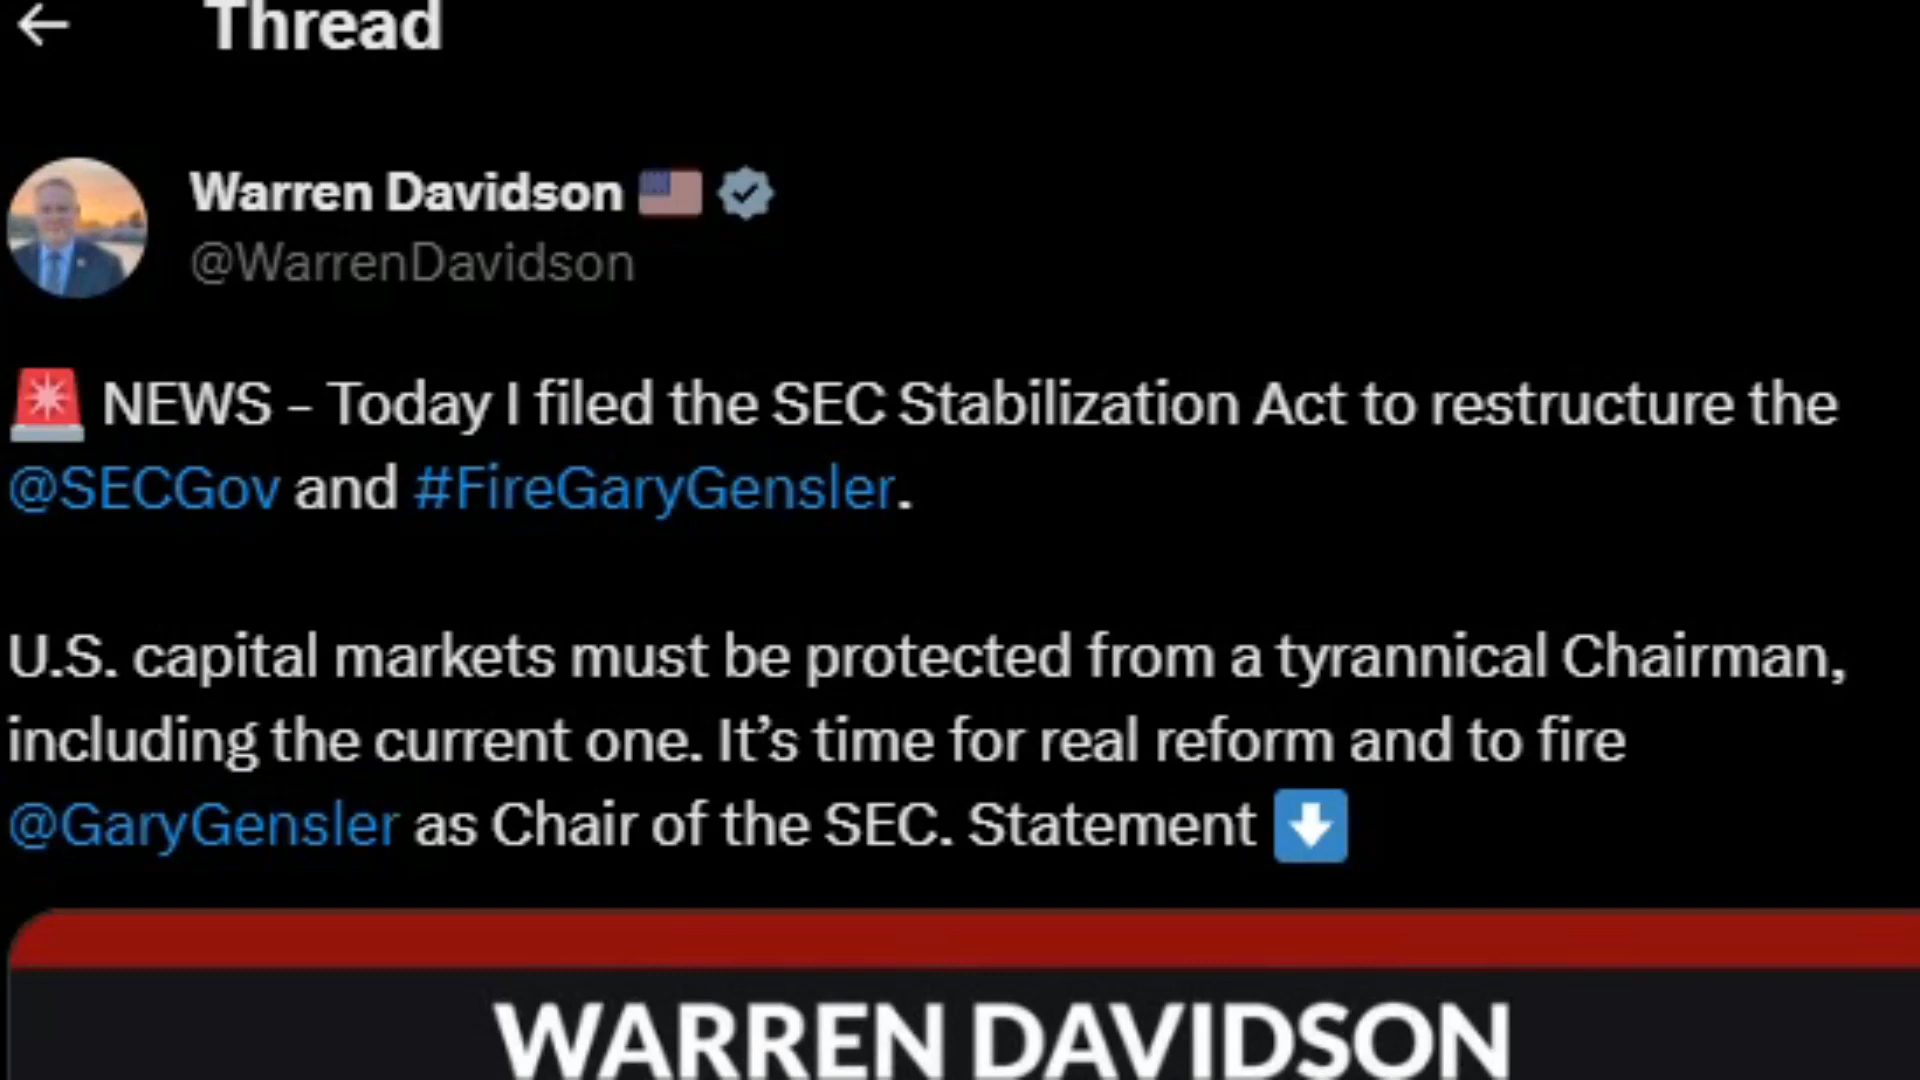 Thread
Warren Davidson
@WarrenDavidson
NEWS – Today I filed the SEC Stabilization Act to restructure the
@SECGov and #FireGaryGensler.
U.S. capital markets must be protected from a tyrannical Chairman,
including the current one. It’s time for real reform and to fire
@GaryGensler as Chair of the SEC. Statement
WARREN DAVIDSON